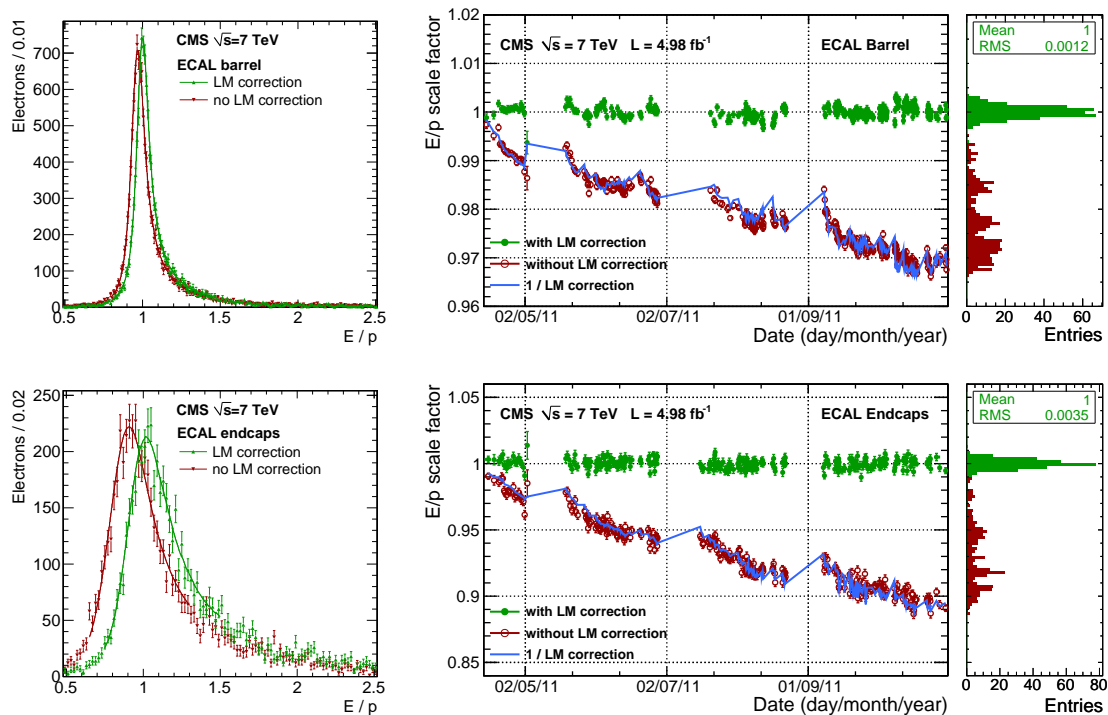 Electrons / 0.01
700
600
500
400
300
200
100
0
CMS √s=7 TeV
ECAL barrel
LM correction
no LM correction
0.5 1 1.5 2 2.5
E / p
E/p scale factor
1.02
1.01
1
0.99
0.98
0.97
0.96
CMS √s = 7 TeV L = 4.98 fb⁻¹ ECAL Barrel
with LM correction
without LM correction
1 / LM correction
02/05/11 02/07/11 01/09/11
Date (day/month/year)
Mean 1
RMS 0.0012
0 20 40 60 80
Entries
Electrons / 0.02
250
200
150
100
50
0
CMS √s=7 TeV
ECAL endcaps
LM correction
no LM correction
0.5 1 1.5 2 2.5
E / p
E/p scale factor
1.05
1
0.95
0.9
0.85
CMS √s = 7 TeV L = 4.98 fb⁻¹ ECAL Endcaps
with LM correction
without LM correction
1 / LM correction
02/05/11 02/07/11 01/09/11
Date (day/month/year)
Mean 1
RMS 0.0035
0 20 40 60 80
Entries